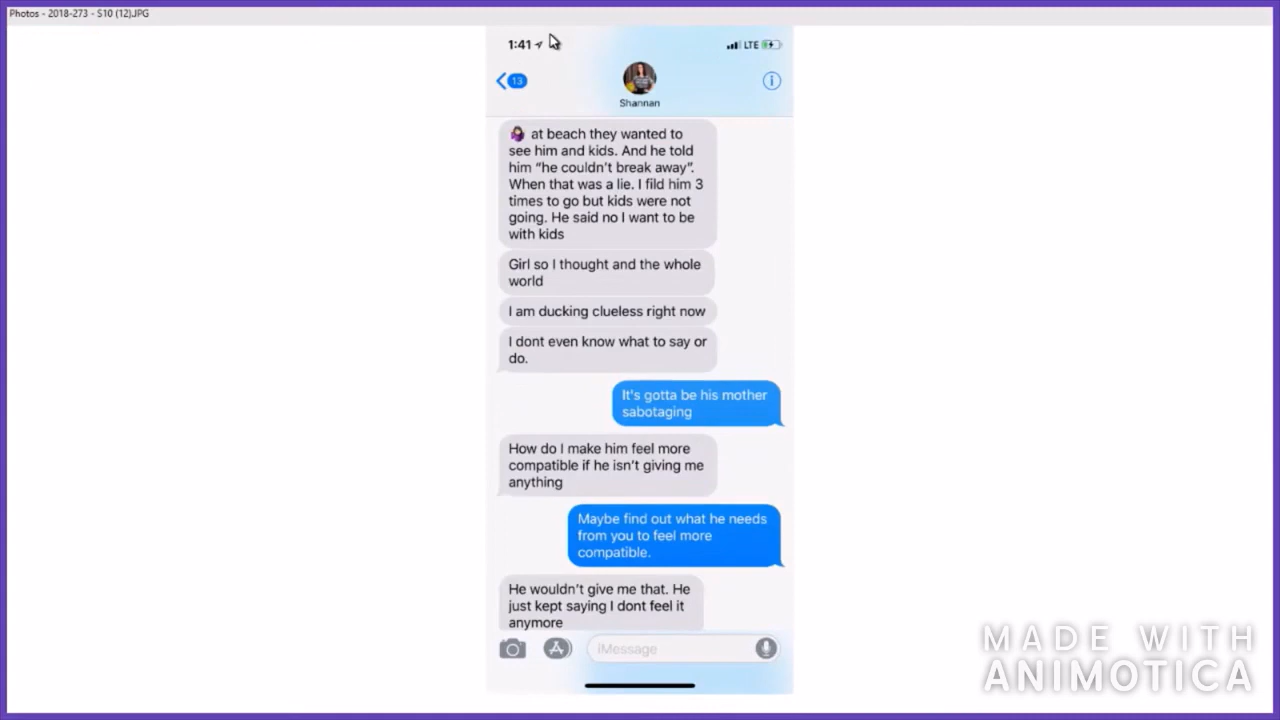 Photos - 2018-273 - S10 (12).JPG
1:41
LTE
13
Shannan
at beach they wanted to
see him and kids. And he told
him “he couldn’t break away”.
When that was a lie. I fild him 3
times to go but kids were not
going. He said no I want to be
with kids
Girl so I thought and the whole
world
I am ducking clueless right now
I dont even know what to say or
do.
It's gotta be his mother
sabotaging
How do I make him feel more
compatible if he isn’t giving me
anything
Maybe find out what he needs
from you to feel more
compatible.
He wouldn’t give me that. He
just kept saying I dont feel it
anymore
iMessage
MADE WITH
ANIMOTICA